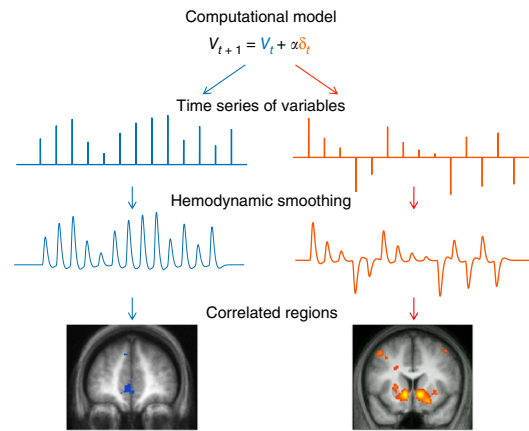 Computational model
V_{t + 1} = V_t + αδ_t
Time series of variables
Hemodynamic smoothing
Correlated regions